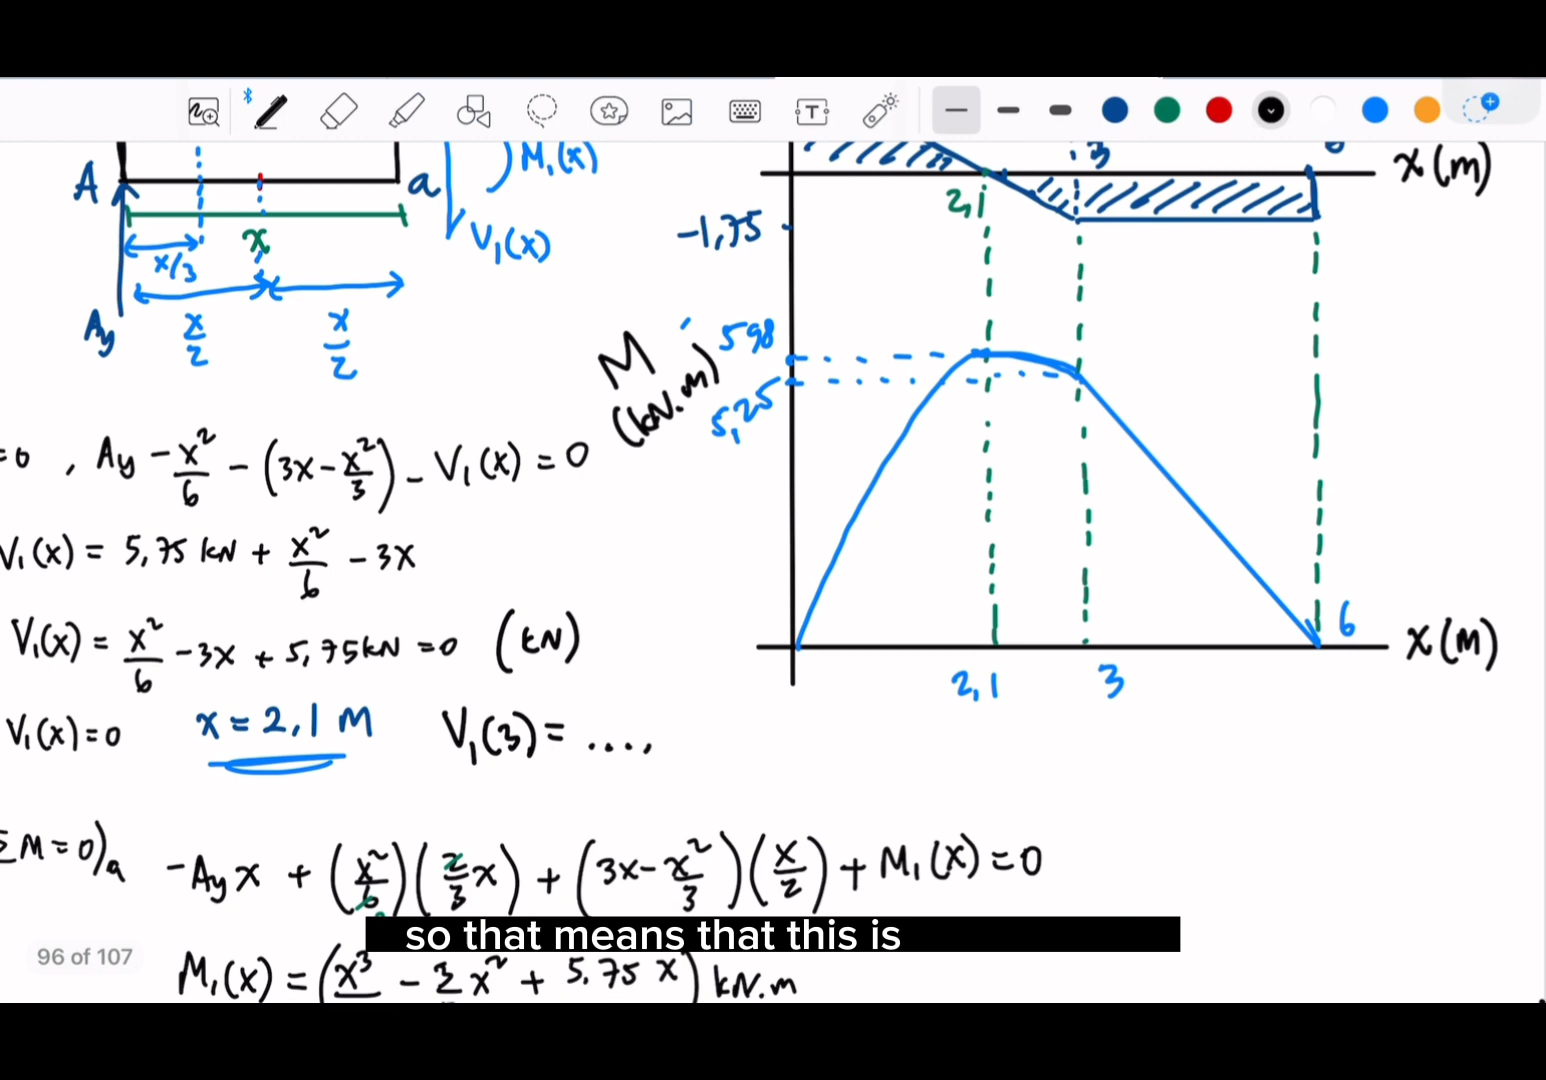 M₁(x)
A
a
x
x/3
V₁(x)
Ay
x/2
x/2
=0 , Ay - x²/6 - (3x - x²/3) - V₁(x) = 0
V₁(x) = 5,75 kN + x²/6 - 3x
V₁(x) = x²/6 - 3x + 5,75kN = 0 (kN)
V₁(x)=0 x = 2,1 M V₁(3) = ....
ΣM=0)a -Ay x + (x²/6)(2/3 x) + (3x - x²/3)(x/2) + M₁(x) = 0
so that means that this is
96 of 107
M₁(x) = (x³ - 3 x² + 5.75 x) kN.m
3
x(m)
2,1
-1,75
M
(kN.m)
5,98
5,25
6
x(M)
2,1
3
T